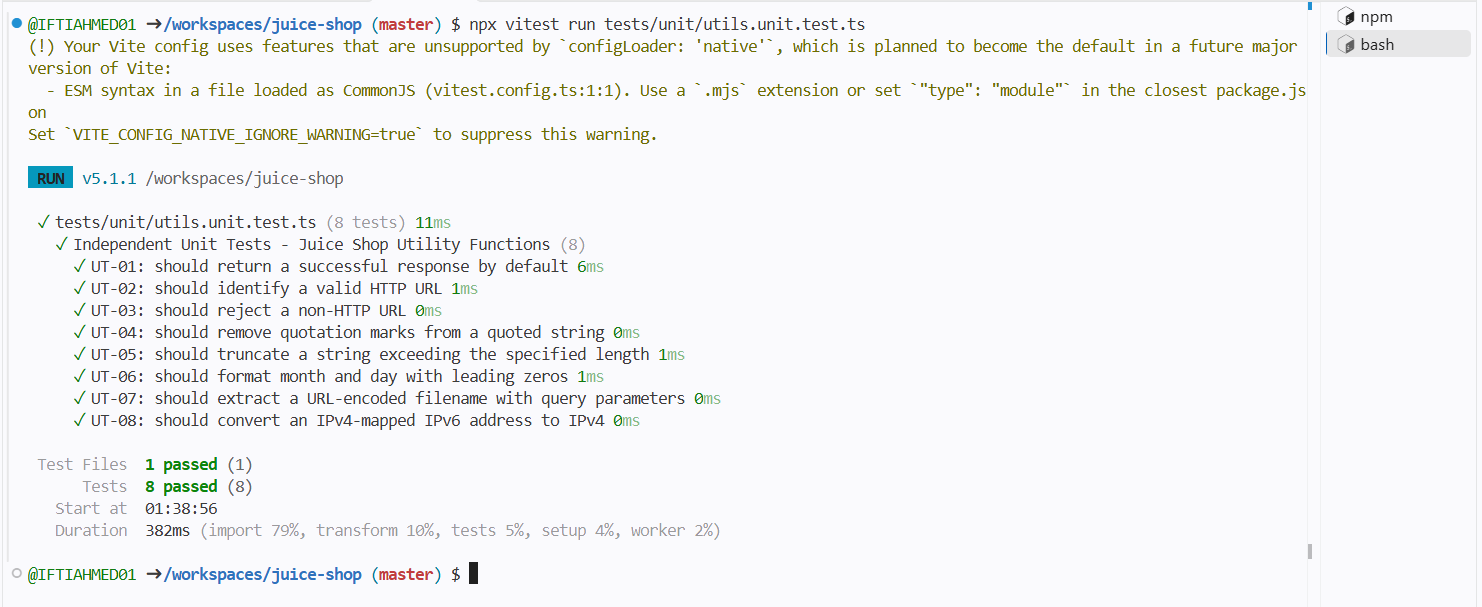 @IFTIAHMED01 ➜/workspaces/juice-shop (master) $ npx vitest run tests/unit/utils.unit.test.ts
(!) Your Vite config uses features that are unsupported by `configLoader: 'native'`, which is planned to become the default in a future major
version of Vite:
  - ESM syntax in a file loaded as CommonJS (vitest.config.ts:1:1). Use a `.mjs` extension or set `"type": "module"` in the closest package.js
on
Set `VITE_CONFIG_NATIVE_IGNORE_WARNING=true` to suppress this warning.
RUN v5.1.1 /workspaces/juice-shop
✓ tests/unit/utils.unit.test.ts (8 tests) 11ms
✓ Independent Unit Tests - Juice Shop Utility Functions (8)
✓ UT-01: should return a successful response by default 6ms
✓ UT-02: should identify a valid HTTP URL 1ms
✓ UT-03: should reject a non-HTTP URL 0ms
✓ UT-04: should remove quotation marks from a quoted string 0ms
✓ UT-05: should truncate a string exceeding the specified length 1ms
✓ UT-06: should format month and day with leading zeros 1ms
✓ UT-07: should extract a URL-encoded filename with query parameters 0ms
✓ UT-08: should convert an IPv4-mapped IPv6 address to IPv4 0ms
Test Files 1 passed (1)
Tests 8 passed (8)
Start at 01:38:56
Duration 382ms (import 79%, transform 10%, tests 5%, setup 4%, worker 2%)
@IFTIAHMED01 ➜/workspaces/juice-shop (master) $
npm
bash